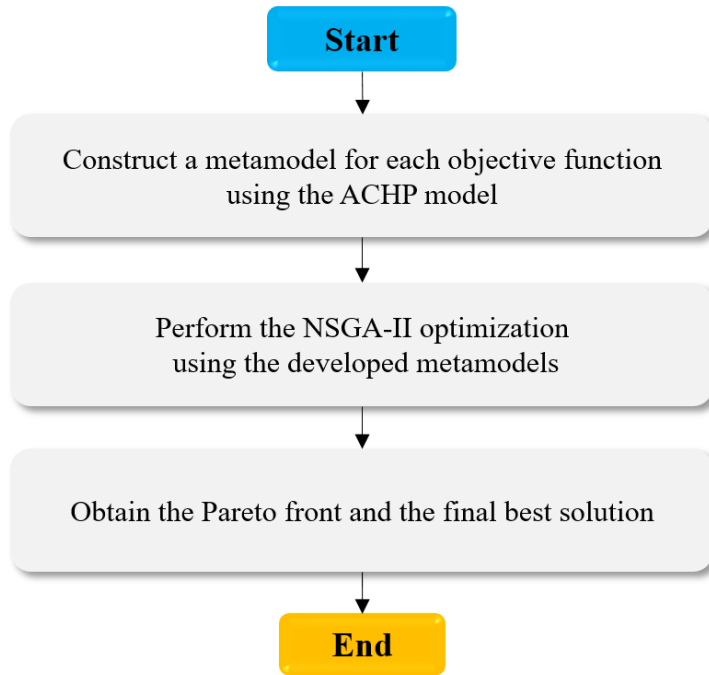 Start
Construct a metamodel for each objective function
using the ACHP model
Perform the NSGA-II optimization
using the developed metamodels
Obtain the Pareto front and the final best solution
End